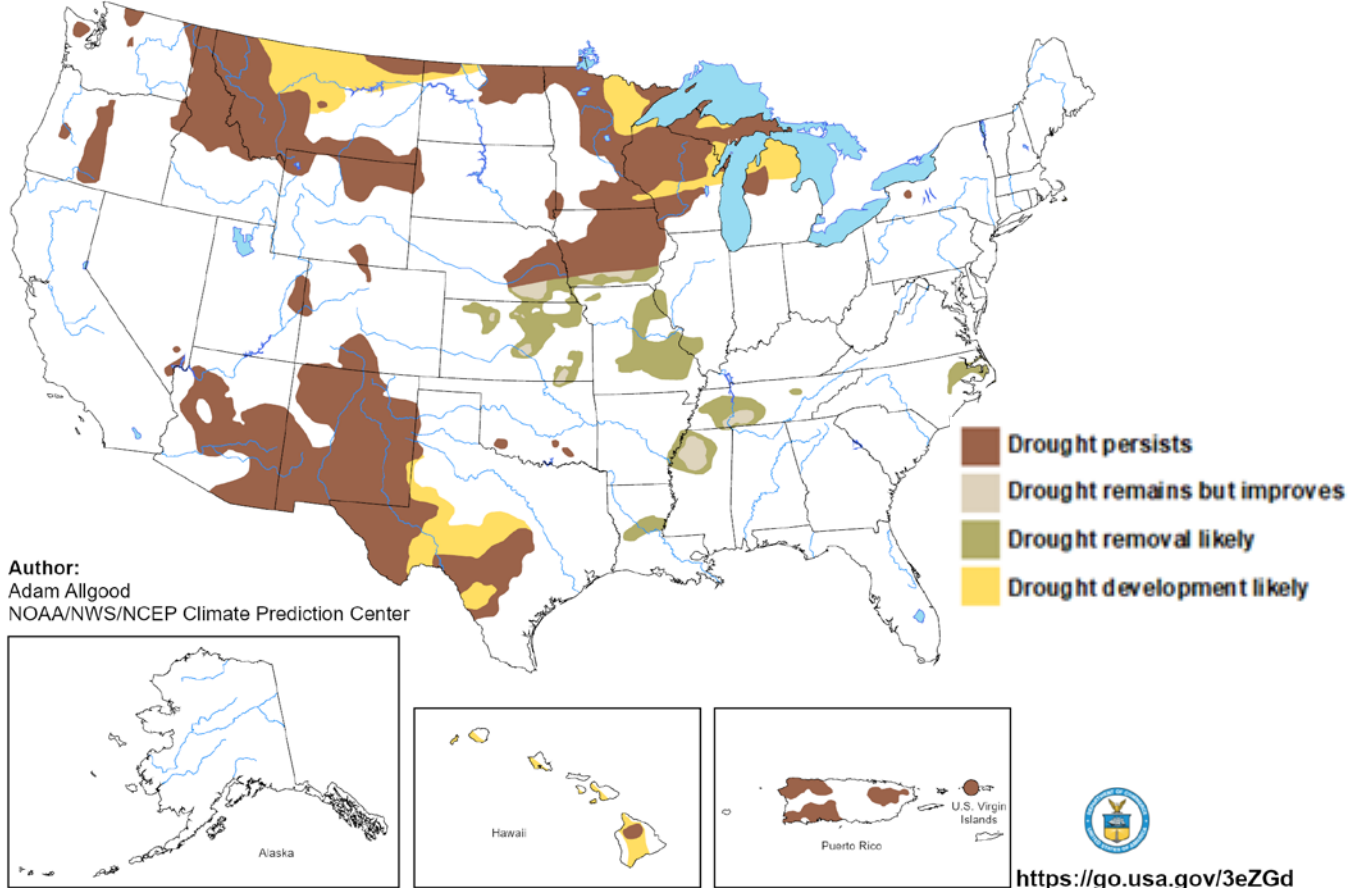 Drought persists
Drought remains but improves
Drought removal likely
Drought development likely
Author:
Adam Allgood
NOAA/NWS/NCEP Climate Prediction Center
Alaska
Hawaii
Puerto Rico
U.S. Virgin
Islands
https://go.usa.gov/3eZGd